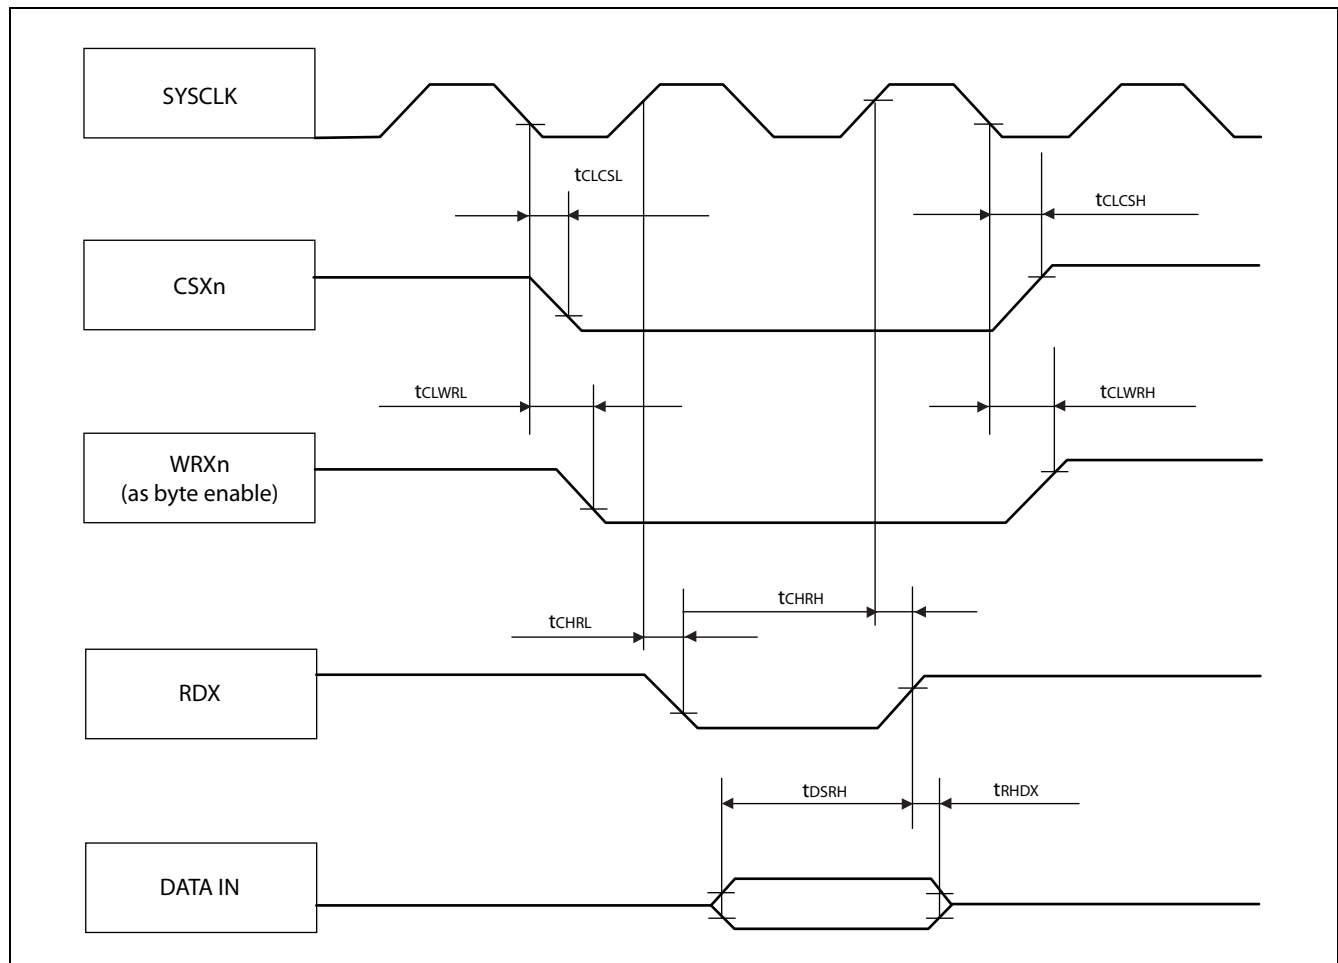 SYSCLK
tCLCSL
tCLCSH
CSXn
tCLWRL
tCLWRH
WRXn
(as byte enable)
tCHRH
tCHRL
RDX
tDSRH
tRHDX
DATA IN